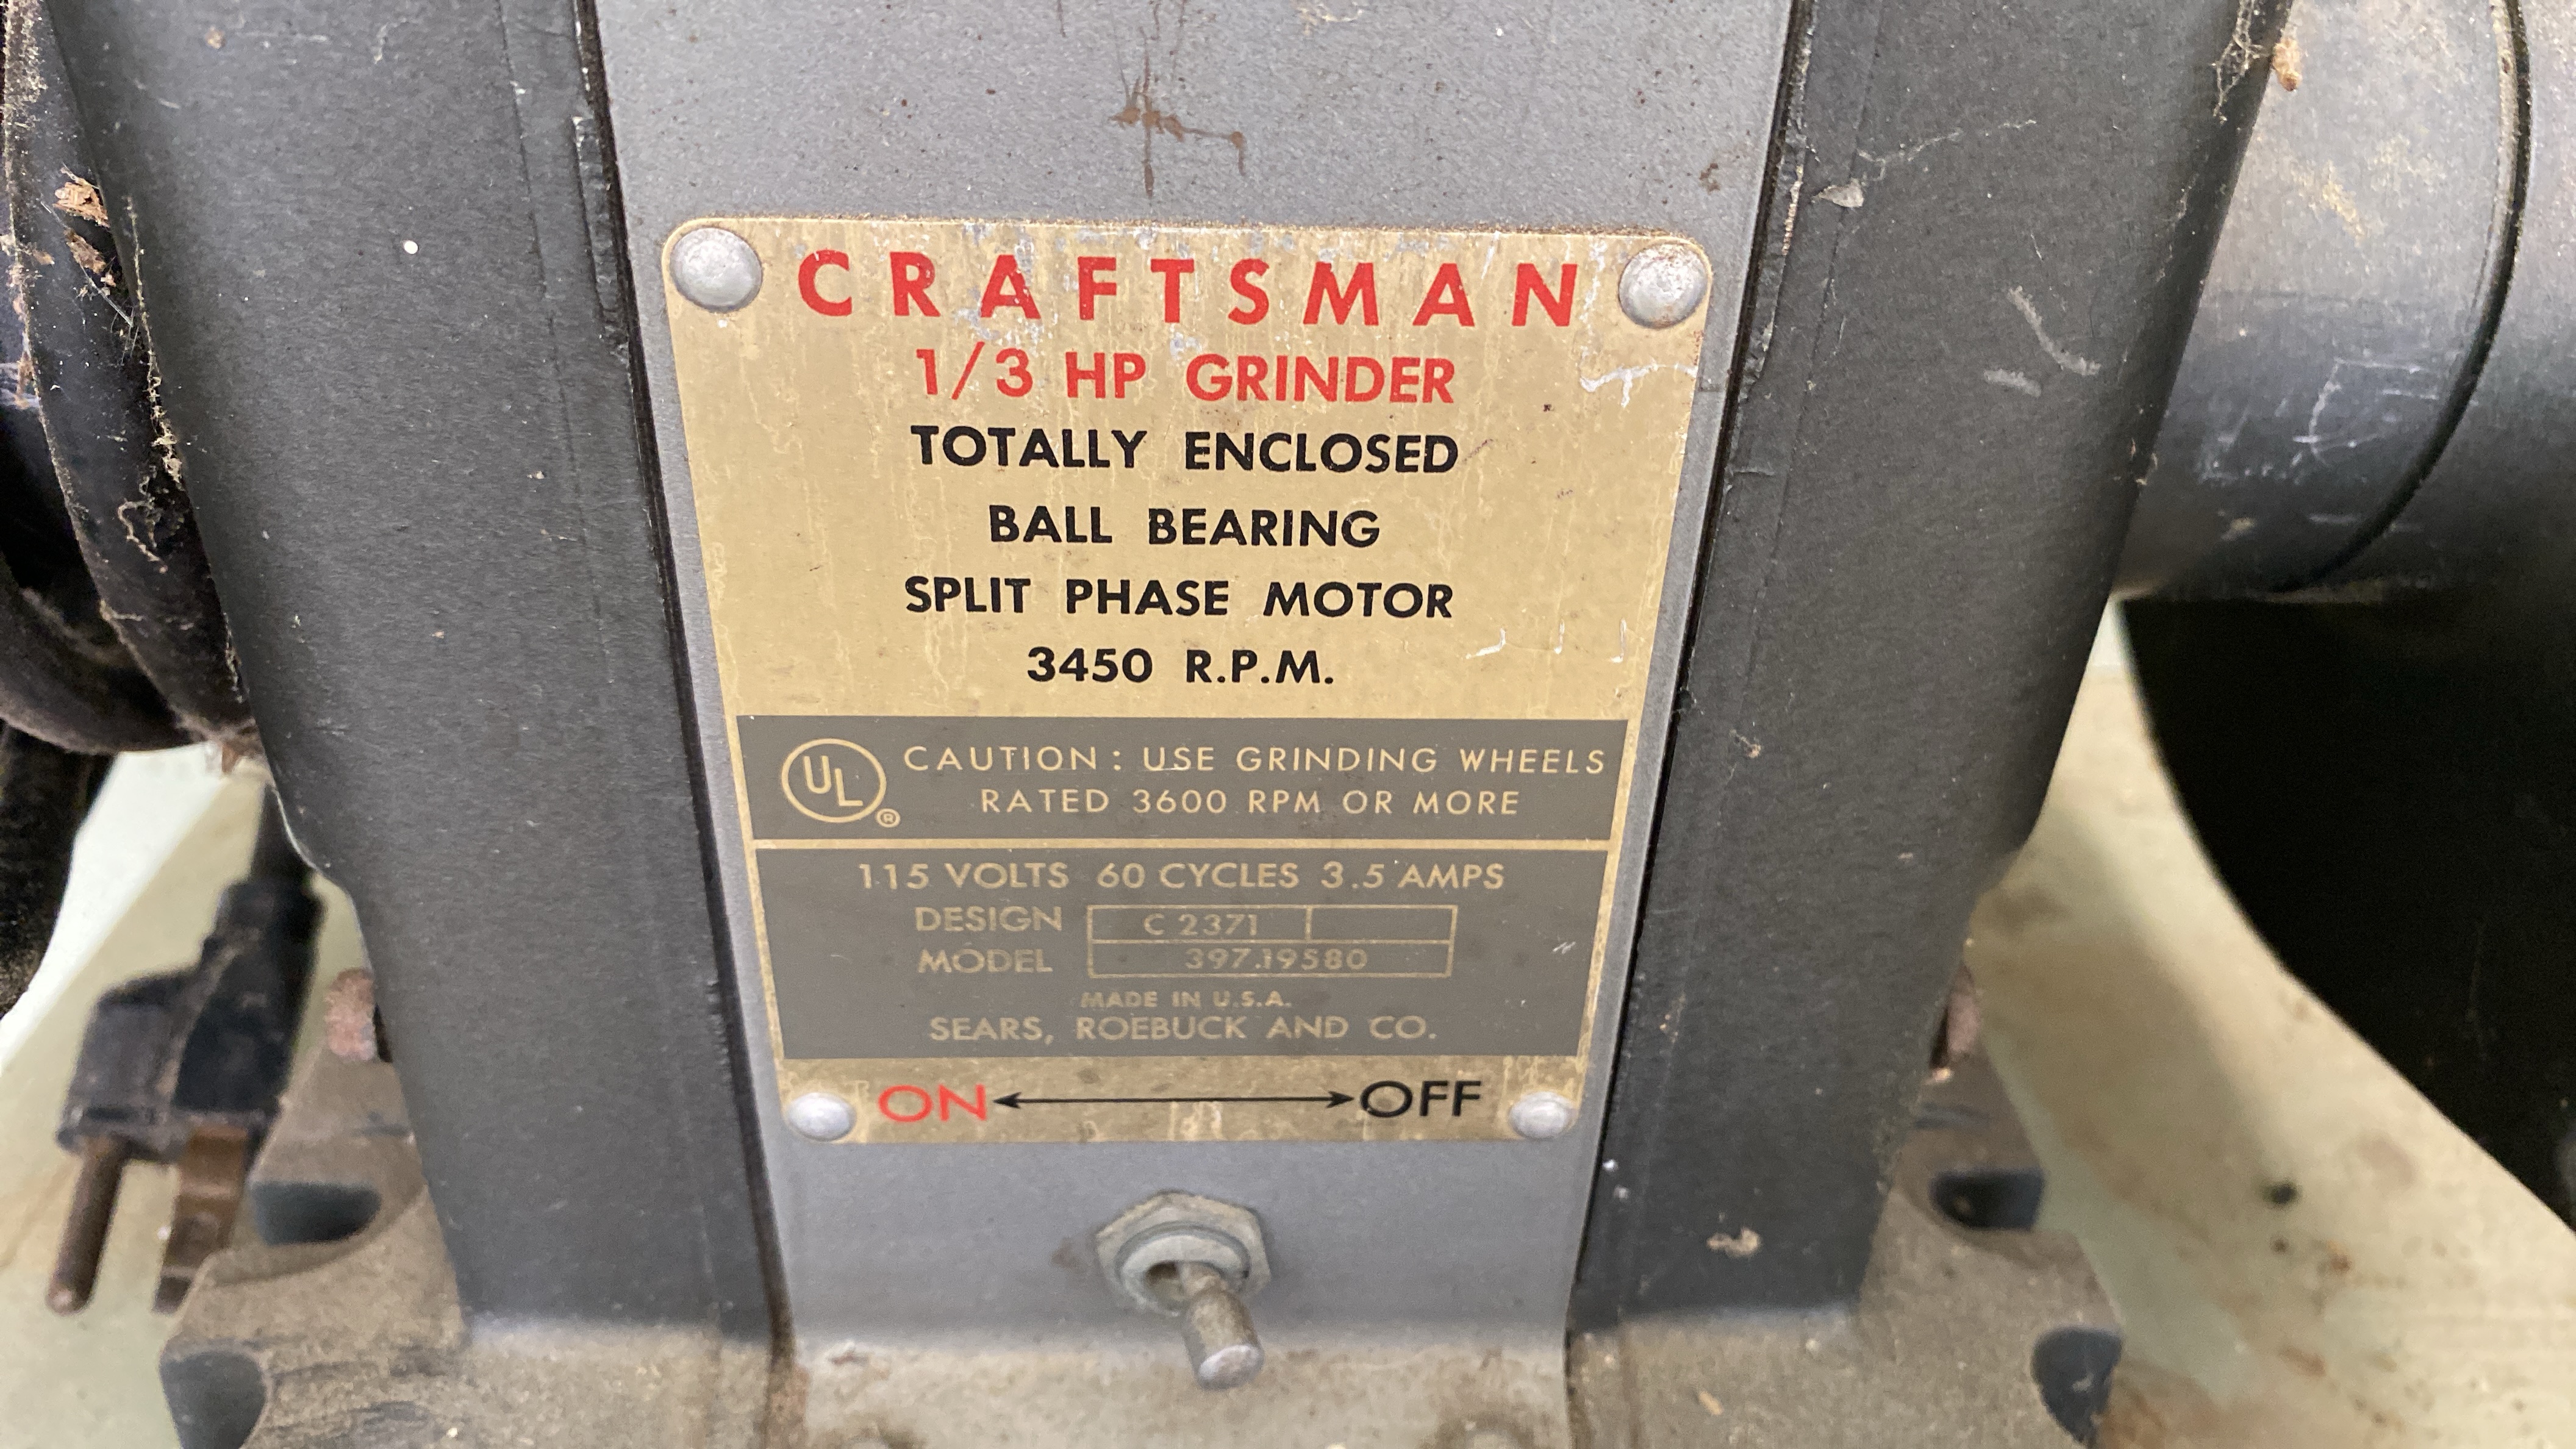 CRAFTSMAN
1/3 HP GRINDER
TOTALLY ENCLOSED
BALL BEARING
SPLIT PHASE MOTOR
3450 R.P.M.
UL ® CAUTION: USE GRINDING WHEELS
RATED 3600 RPM OR MORE
115 VOLTS 60 CYCLES 3.5 AMPS
DESIGN C 2371
MODEL 397.19580
MADE IN U.S.A.
SEARS, ROEBUCK AND CO.
ON OFF